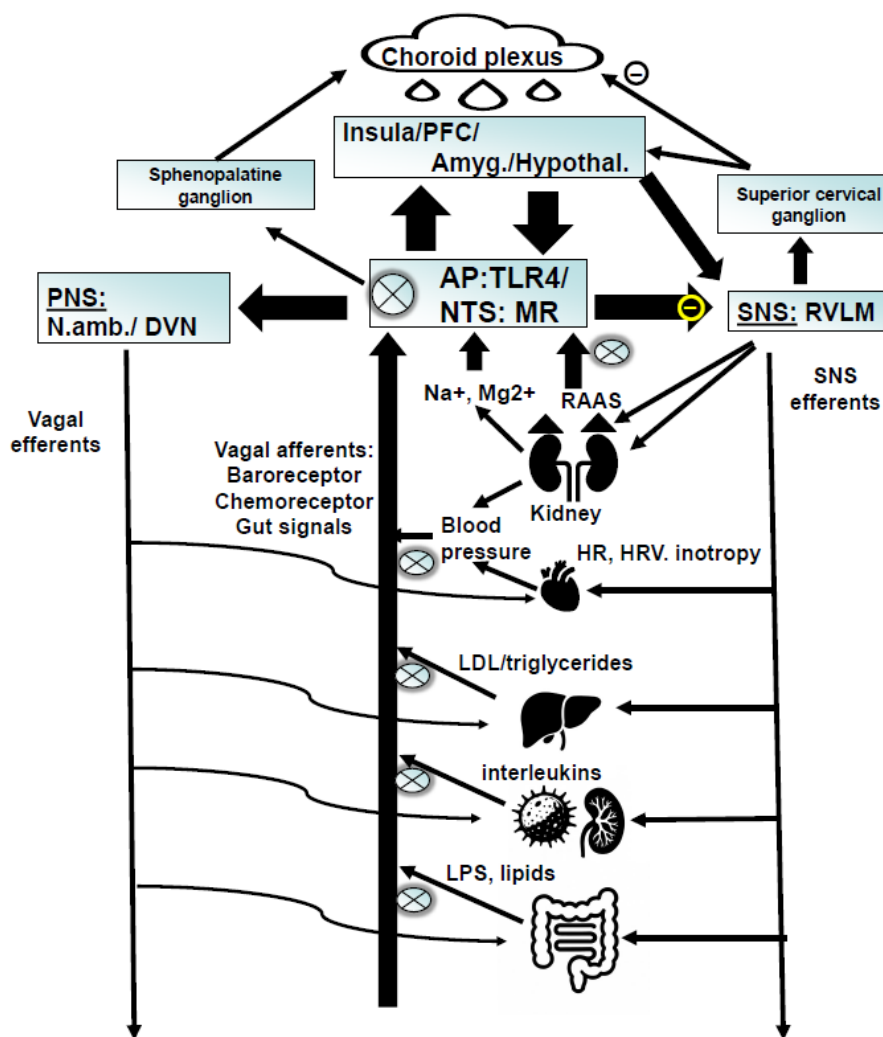 Choroid plexus
Insula/PFC/
Amyg./Hypothal.
Sphenopalatine
ganglion
Superior cervical
ganglion
PNS:
N.amb./ DVN
AP:TLR4/
NTS: MR
SNS: RVLM
Na+, Mg2+
RAAS
SNS
efferents
Vagal
efferents
Vagal afferents:
Baroreceptor
Chemoreceptor
Gut signals
Kidney
Blood
pressure
HR, HRV. inotropy
LDL/triglycerides
interleukins
LPS, lipids